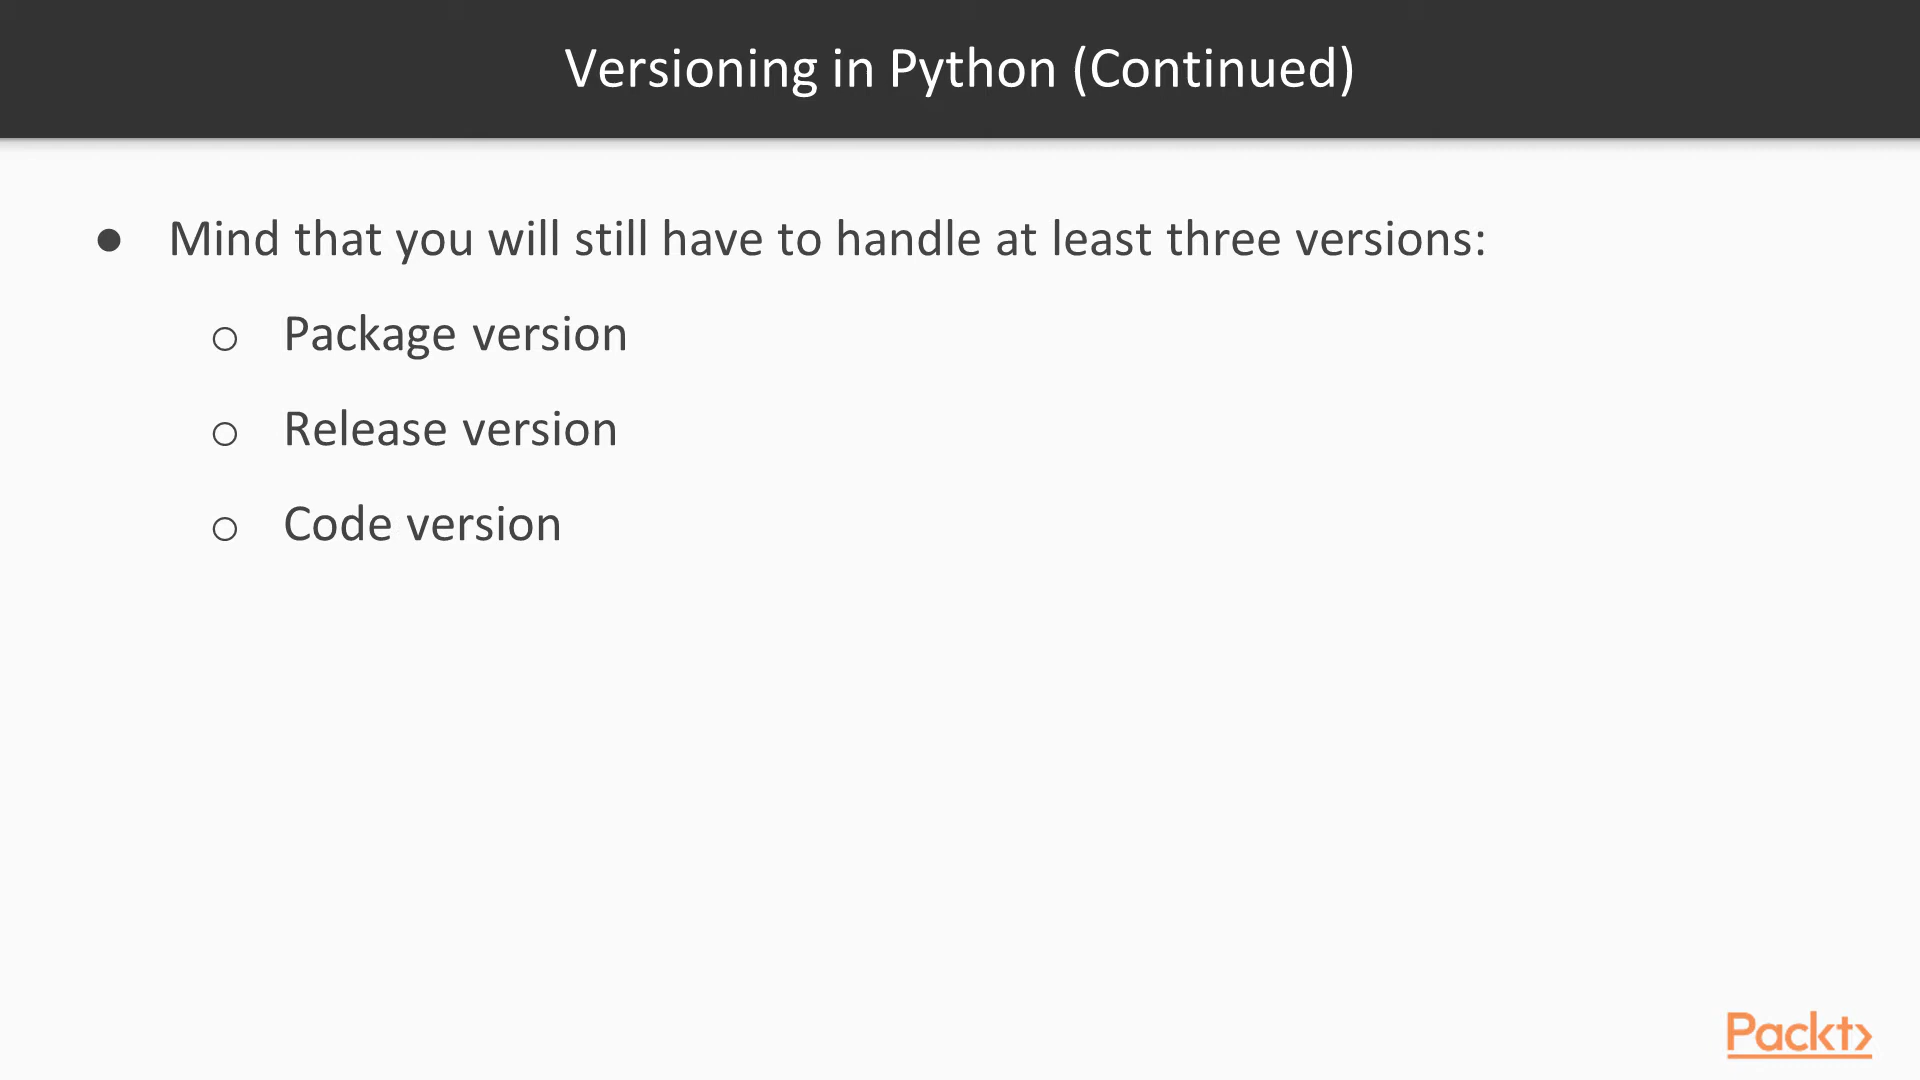 Versioning in Python (Continued)
● Mind that you will still have to handle at least three versions:
○ Package version
○ Release version
○ Code version
Packt>